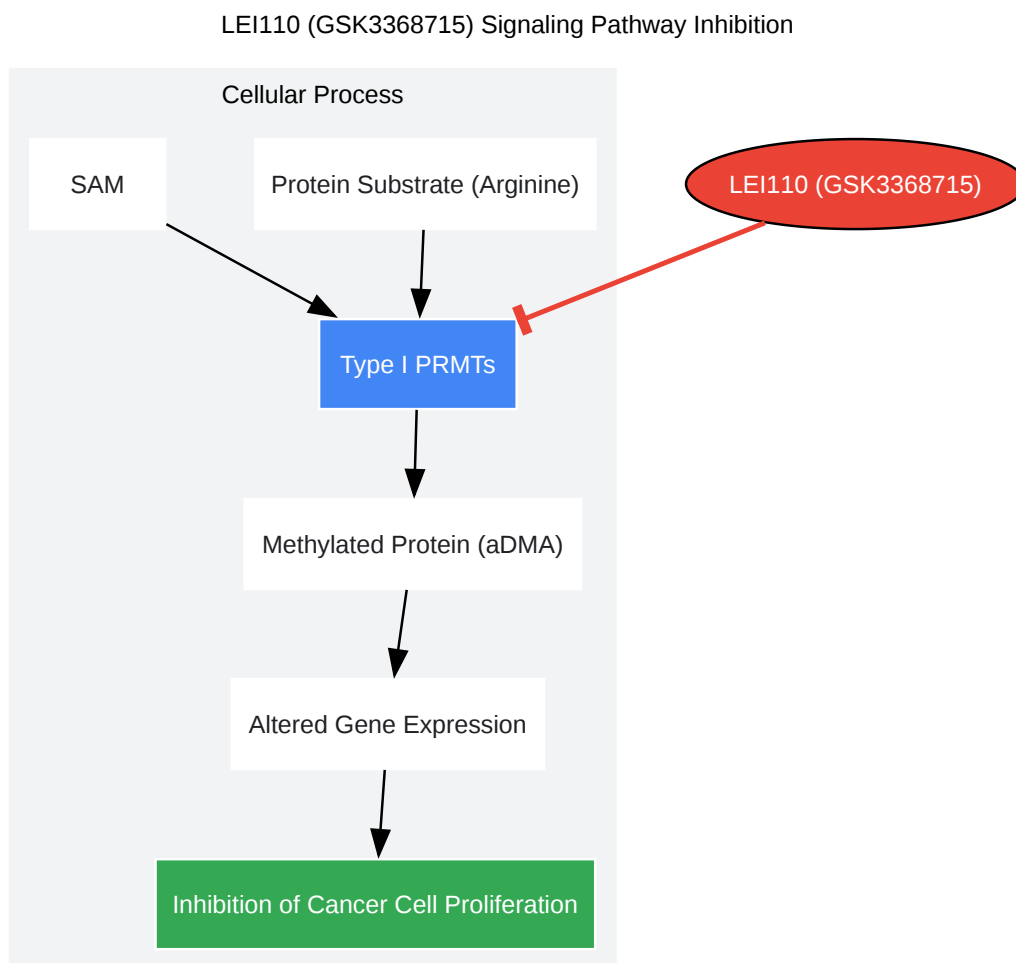 LEI110 (GSK3368715) Signaling Pathway Inhibition
Cellular Process
SAM
Protein Substrate (Arginine)
LEI110 (GSK3368715)
Type I PRMTs
Methylated Protein (aDMA)
Altered Gene Expression
Inhibition of Cancer Cell Proliferation